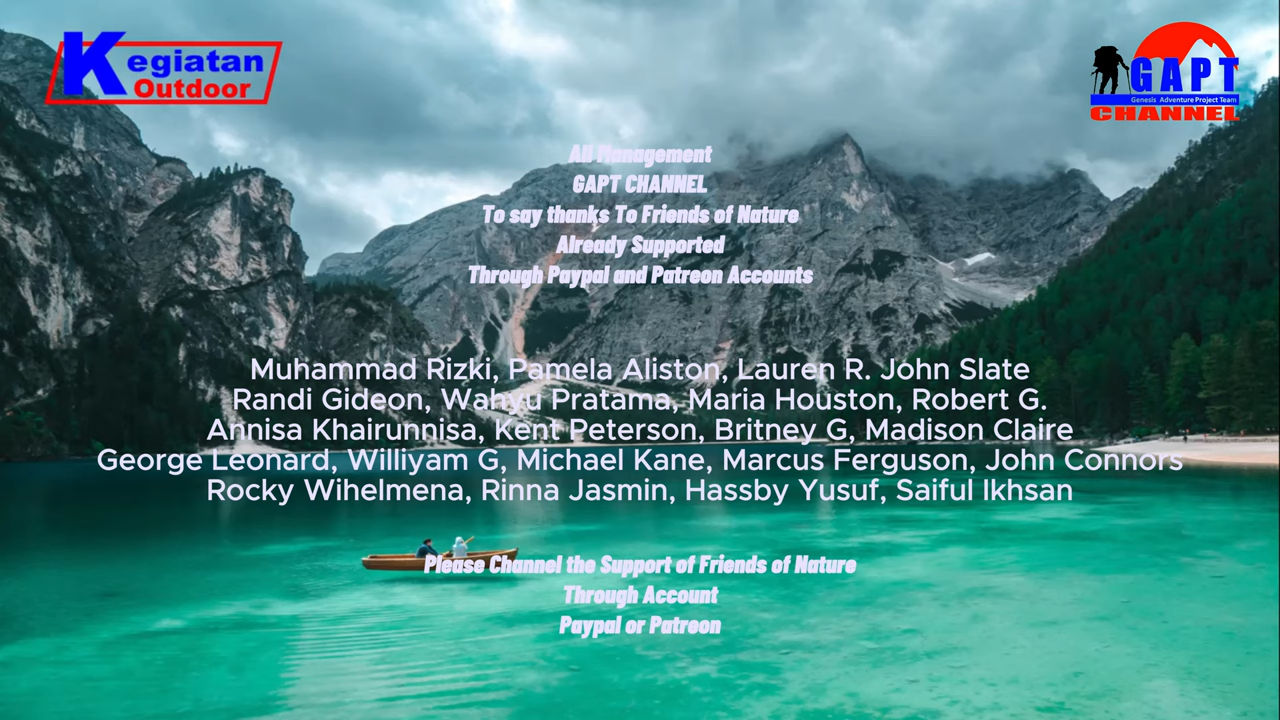 Kegiatan
Outdoor
GAPT
Genesis Adventure Project Team
CHANNEL
All Management
GAPT CHANNEL
To say thanks To Friends of Nature
Already Supported
Through Paypal and Patreon Accounts
Muhammad Rizki, Pamela Aliston, Lauren R. John Slate
Randi Gideon, Wahyu Pratama, Maria Houston, Robert G.
Annisa Khairunnisa, Kent Peterson, Britney G, Madison Claire
George Leonard, Williyam G, Michael Kane, Marcus Ferguson, John Connors
Rocky Wihelmena, Rinna Jasmin, Hassby Yusuf, Saiful Ikhsan
Please Channel the Support of Friends of Nature
Through Account
Paypal or Patreon